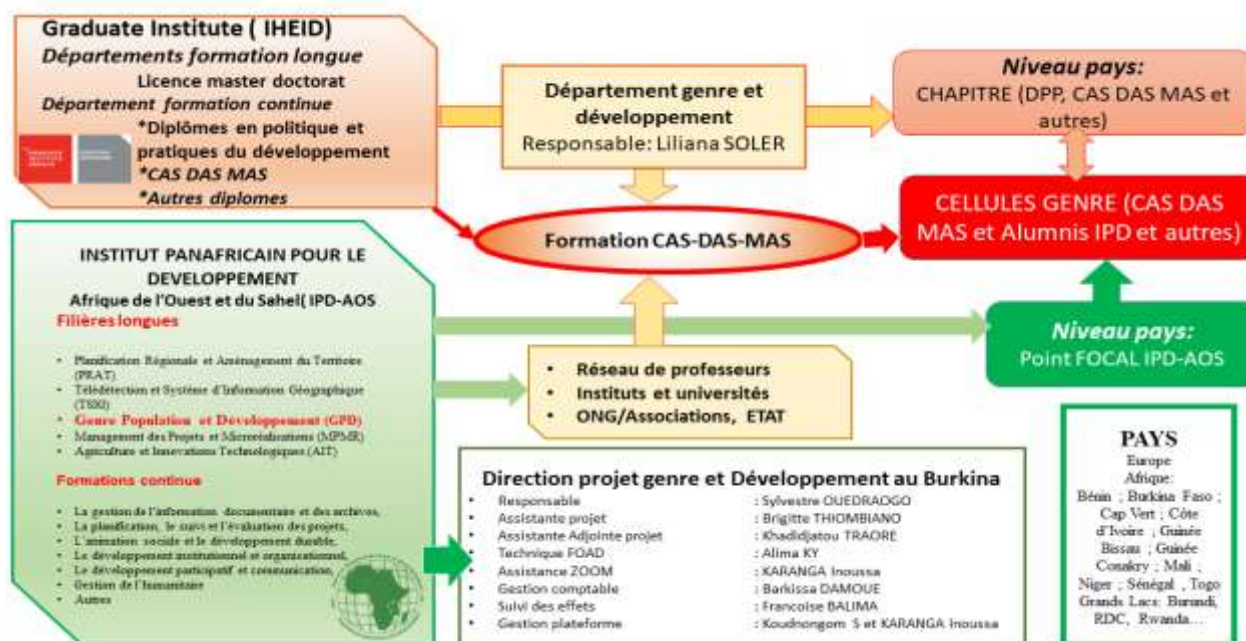 Graduate Institute ( IHEID)
Départements formation longue
Licence master doctorat
Département formation continue
*Diplômes en politique et
pratiques du développement
*CAS DAS MAS
*Autres diplomes
Département genre et
développement
Responsable: Liliana SOLER
Niveau pays:
CHAPITRE (DPP, CAS DAS MAS et
autres)
Formation CAS-DAS-MAS
CELLULES GENRE (CAS DAS
MAS et Alumnis IPD et autres)
INSTITUT PANAFRICAIN POUR LE
DEVELOPPEMENT
Afrique de l'Ouest et du Sahel( IPD-AOS
Filières longues
• Planification Régionale et Aménagement du Territoire
(PRAT)
• Télédétection et Système d'Information Géographique
• Genre Population et Développement (GPD)
• Management des Projets et Microréalisations (MPMR)
• Agriculture et Innovations Technologiques (AIT)
Formations continue
• La gestion de l'information documentaire et des archives,
• La planification, le suivi et l'évaluation des projets,
• L'animation sociale et le développement durable,
• Le développement institutionnel et organisationnel,
• Le développement participatif et communication,
• Gestion de l'humanitaire
• Autres
• Réseau de professeurs
• Instituts et universités
• ONG/Associations, ETAT
Niveau pays:
Point FOCAL IPD-AOS
Direction projet genre et Développement au Burkina
• Responsable : Sylvestre OUEDRAOGO
• Assistante projet : Brigitte THIOMBIANO
• Assistante Adjointe projet : Khadidjatou TRAORE
• Technique FOAD : Alima KY
• Assistance ZOOM : KARANGA Inoussa
• Gestion comptable : Barkissa DAMOUE
• Suivi des effets : Francoise BALIMA
• Gestion plateforme : Koudnongom S et KARANGA Inoussa
PAYS
Europe
Afrique:
Bénin ; Burkina Faso ;
Cap Vert ; Côte
d'Ivoire ; Guinée
Bissau ; Guinée
Conakry ; Mali ;
Niger ; Sénégal , Togo
Grands Lacs: Burundi,
RDC, Rwanda...